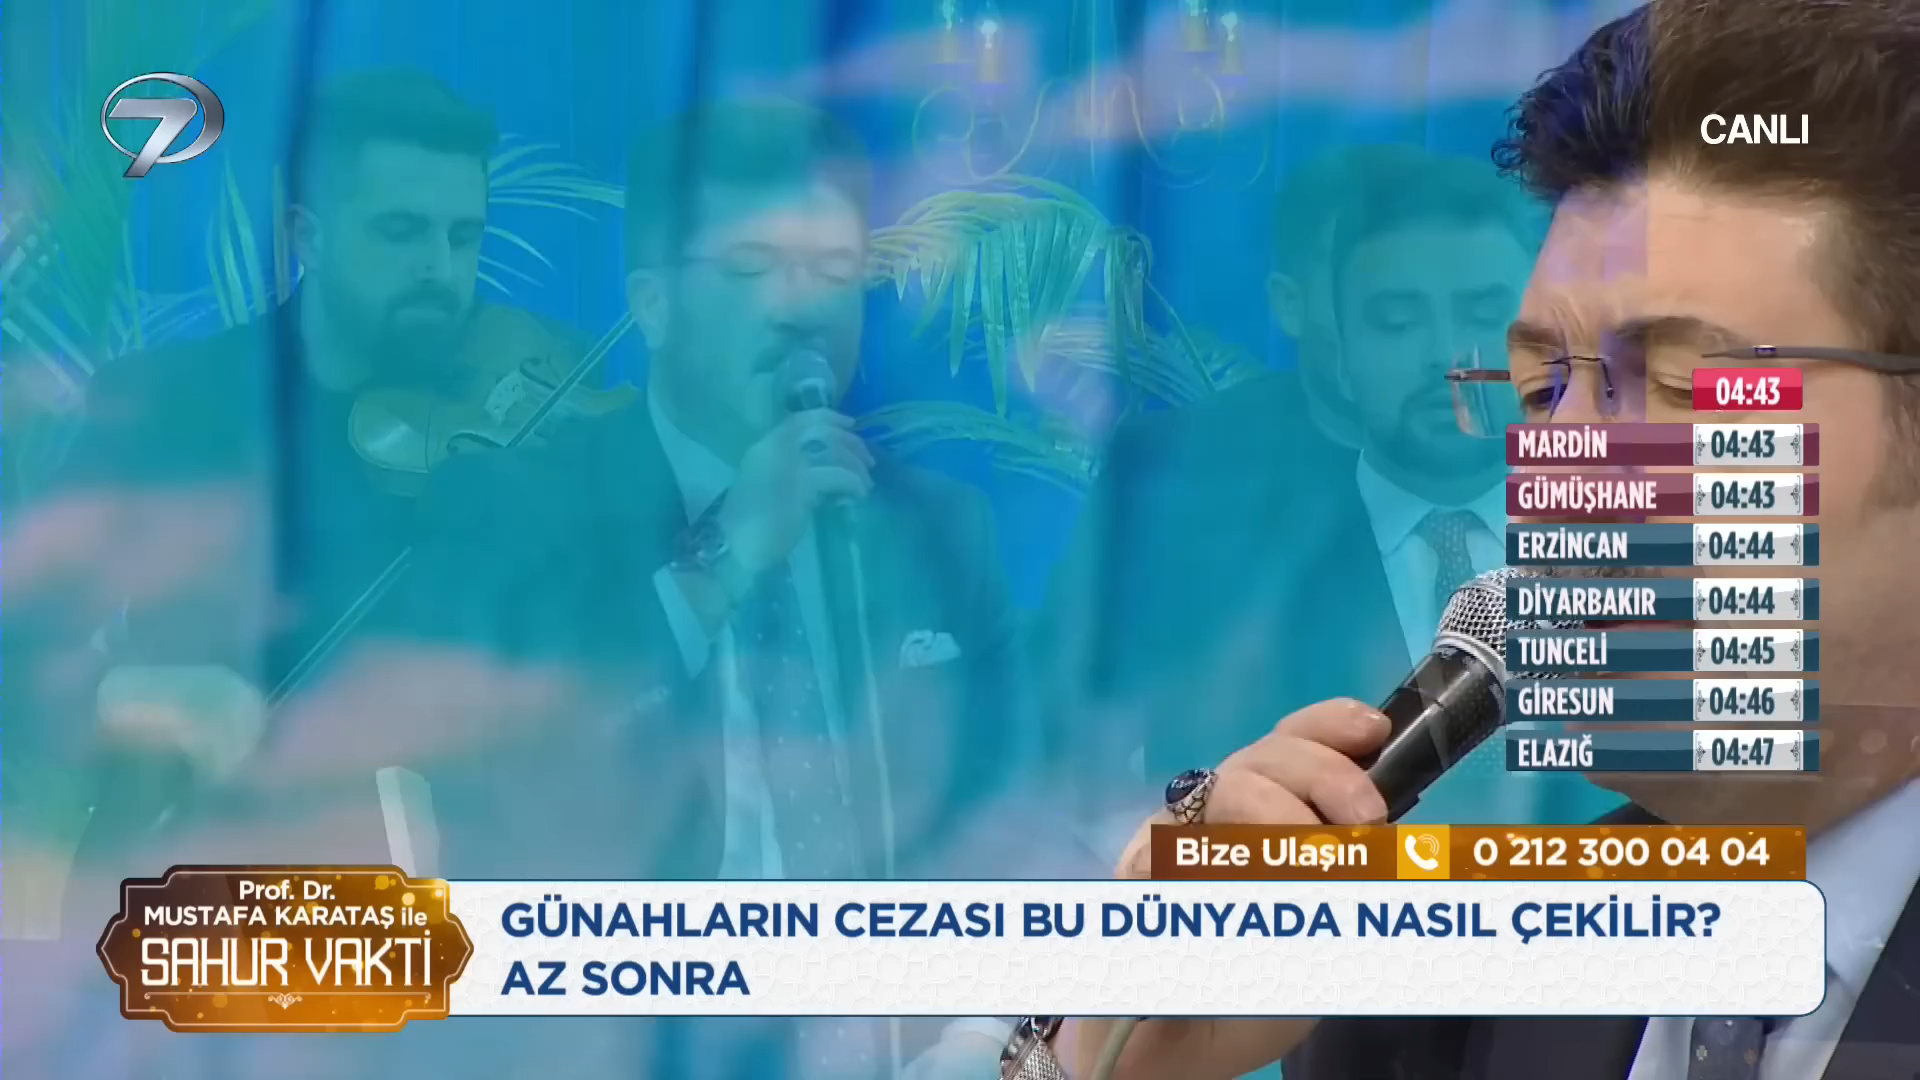 7
CANLI
04:43
MARDİN 04:43
GÜMÜŞHANE 04:43
ERZİNCAN 04:44
DİYARBAKIR 04:44
TUNCELİ 04:45
GİRESUN 04:46
ELAZIĞ 04:47
Bize Ulaşın 0 212 300 04 04
Prof. Dr.
MUSTAFA KARATAŞ ile
SAHUR VAKTİ
GÜNAHLARIN CEZASI BU DÜNYADA NASIL ÇEKİLİR?
AZ SONRA